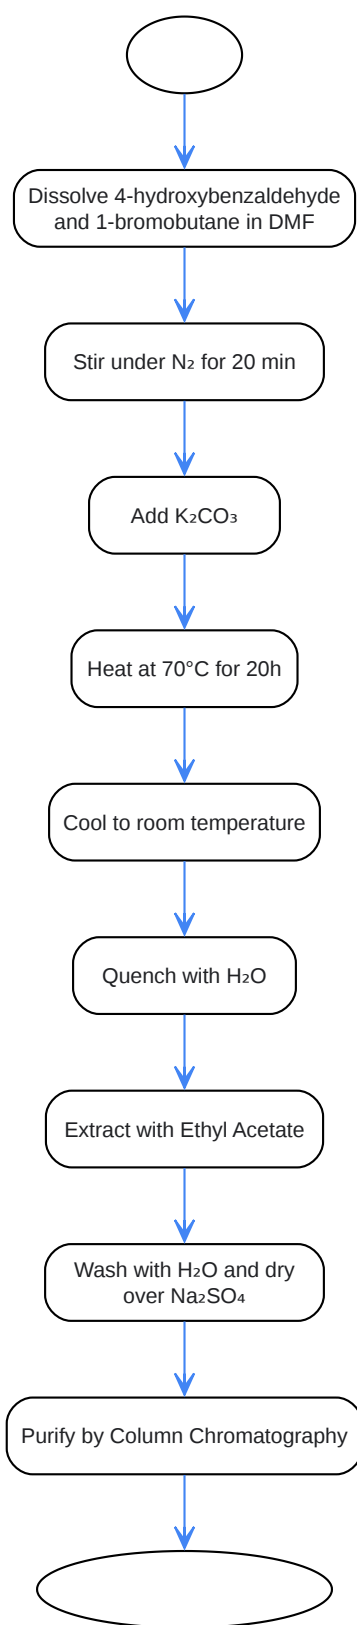 Dissolve 4-hydroxybenzaldehyde
and 1-bromobutane in DMF
Stir under N₂ for 20 min
Add K₂CO₃
Heat at 70°C for 20h
Cool to room temperature
Quench with H₂O
Extract with Ethyl Acetate
Wash with H₂O and dry
over Na₂SO₄
Purify by Column Chromatography